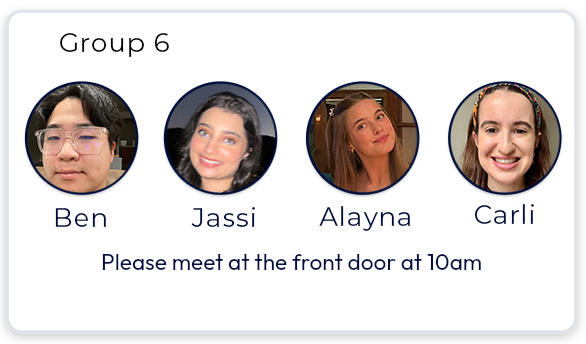 Group 6
Ben Jassi Alayna Carli
Please meet at the front door at 10am